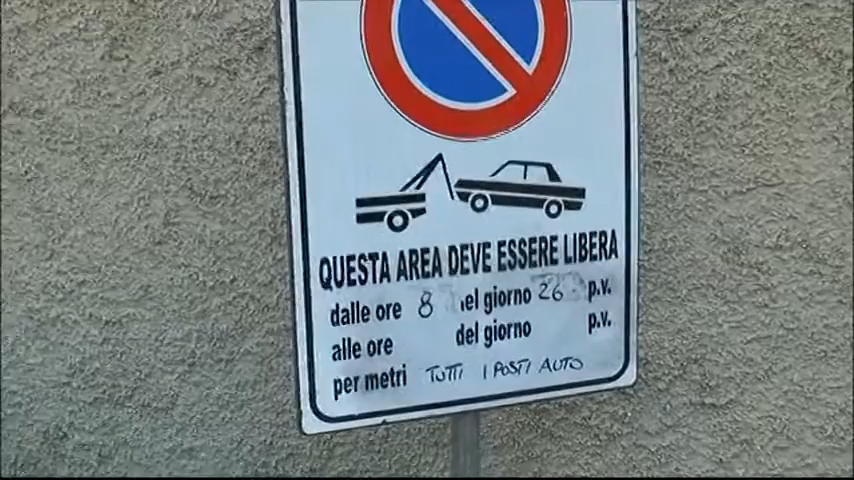 QUESTA AREA DEVE ESSERE LIBERA
dalle ore 8 del giorno 26 p.v.
alle ore del giorno p.v.
per metri TUTTI I POSTI AUTO